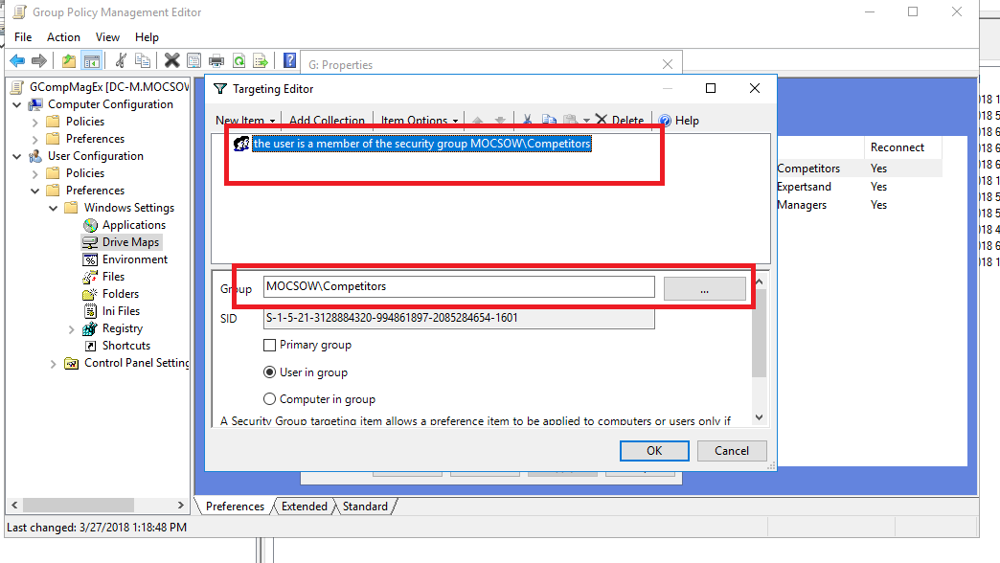 Group Policy Management Editor
File Action View Help
G: Properties
Targeting Editor
New Item Add Collection Item Options Delete Help
the user is a member of the security group MOCSOW\Competitors
Group MOCSOW\Competitors ...
SID S-1-5-21-3128884320-994861897-2085284654-1601
Primary group
User in group
Computer in group
A Security Group targeting item allows a preference item to be applied to computers or users only if
OK Cancel
GCompMagEx [DC-M.MOCSOW
Computer Configuration
Policies
Preferences
User Configuration
Policies
Preferences
Windows Settings
Applications
Drive Maps
Environment
Files
Folders
Ini Files
Registry
Shortcuts
Control Panel Setting
Reconnect
Competitors Yes
Expertsand Yes
Managers Yes
018 1
018 5
018 6
018 6
018 6
018 1
018 5
018 5
018 4
018 6
018 1
Preferences Extended Standard
Last changed: 3/27/2018 1:18:48 PM